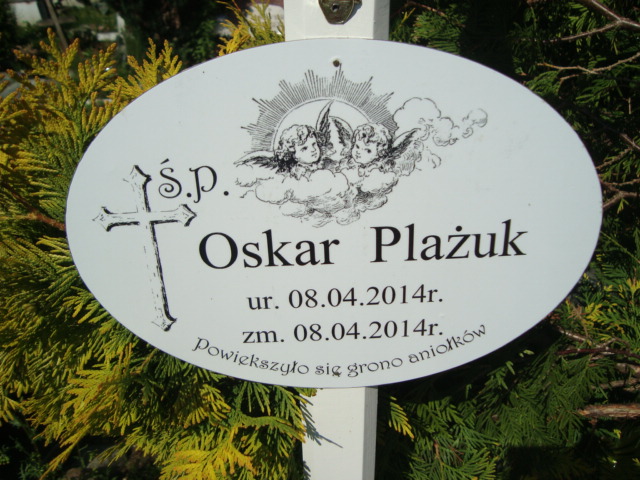 Ś.P.
Oskar Plażuk
ur. 08.04.2014r.
zm. 08.04.2014r.
Powiększyło się grono aniołków